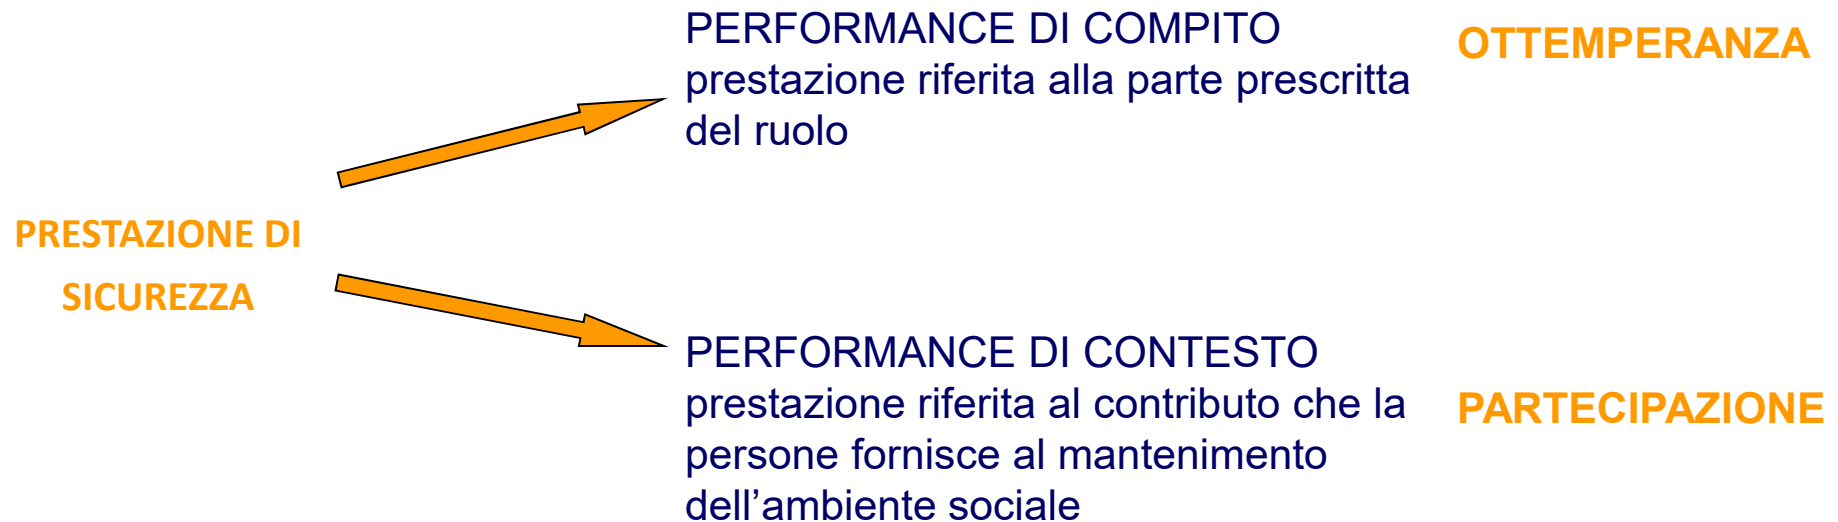 PERFORMANCE DI COMPITO
prestazione riferita alla parte prescritta
del ruolo
OTTEMPERANZA
PRESTAZIONE DI
SICUREZZA
PERFORMANCE DI CONTESTO
prestazione riferita al contributo che la
persone fornisce al mantenimento
dell’ambiente sociale
PARTECIPAZIONE